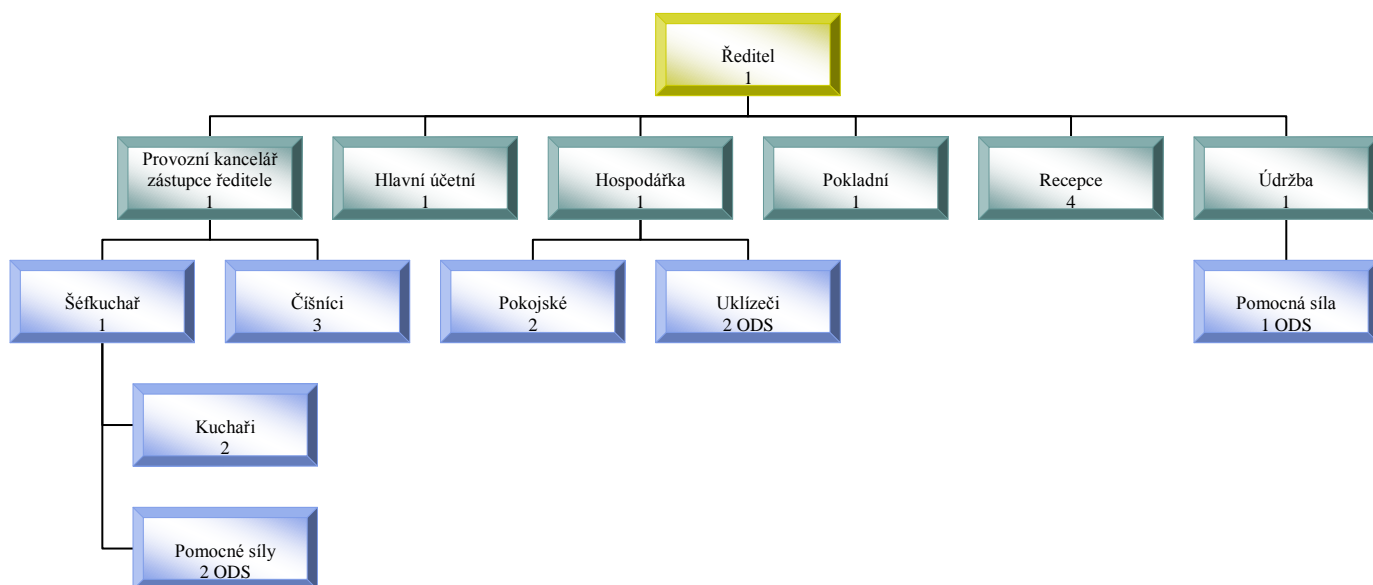 Ředitel
1
Provozní kancelář
zástupce ředitele
1
Hlavní účetní
1
Hospodářka
1
Pokladní
1
Recepce
4
Údržba
1
Šéfkuchař
1
Číšníci
3
Pokojské
2
Uklízeči
2 ODS
Pomocná síla
1 ODS
Kuchaři
2
Pomocné síly
2 ODS